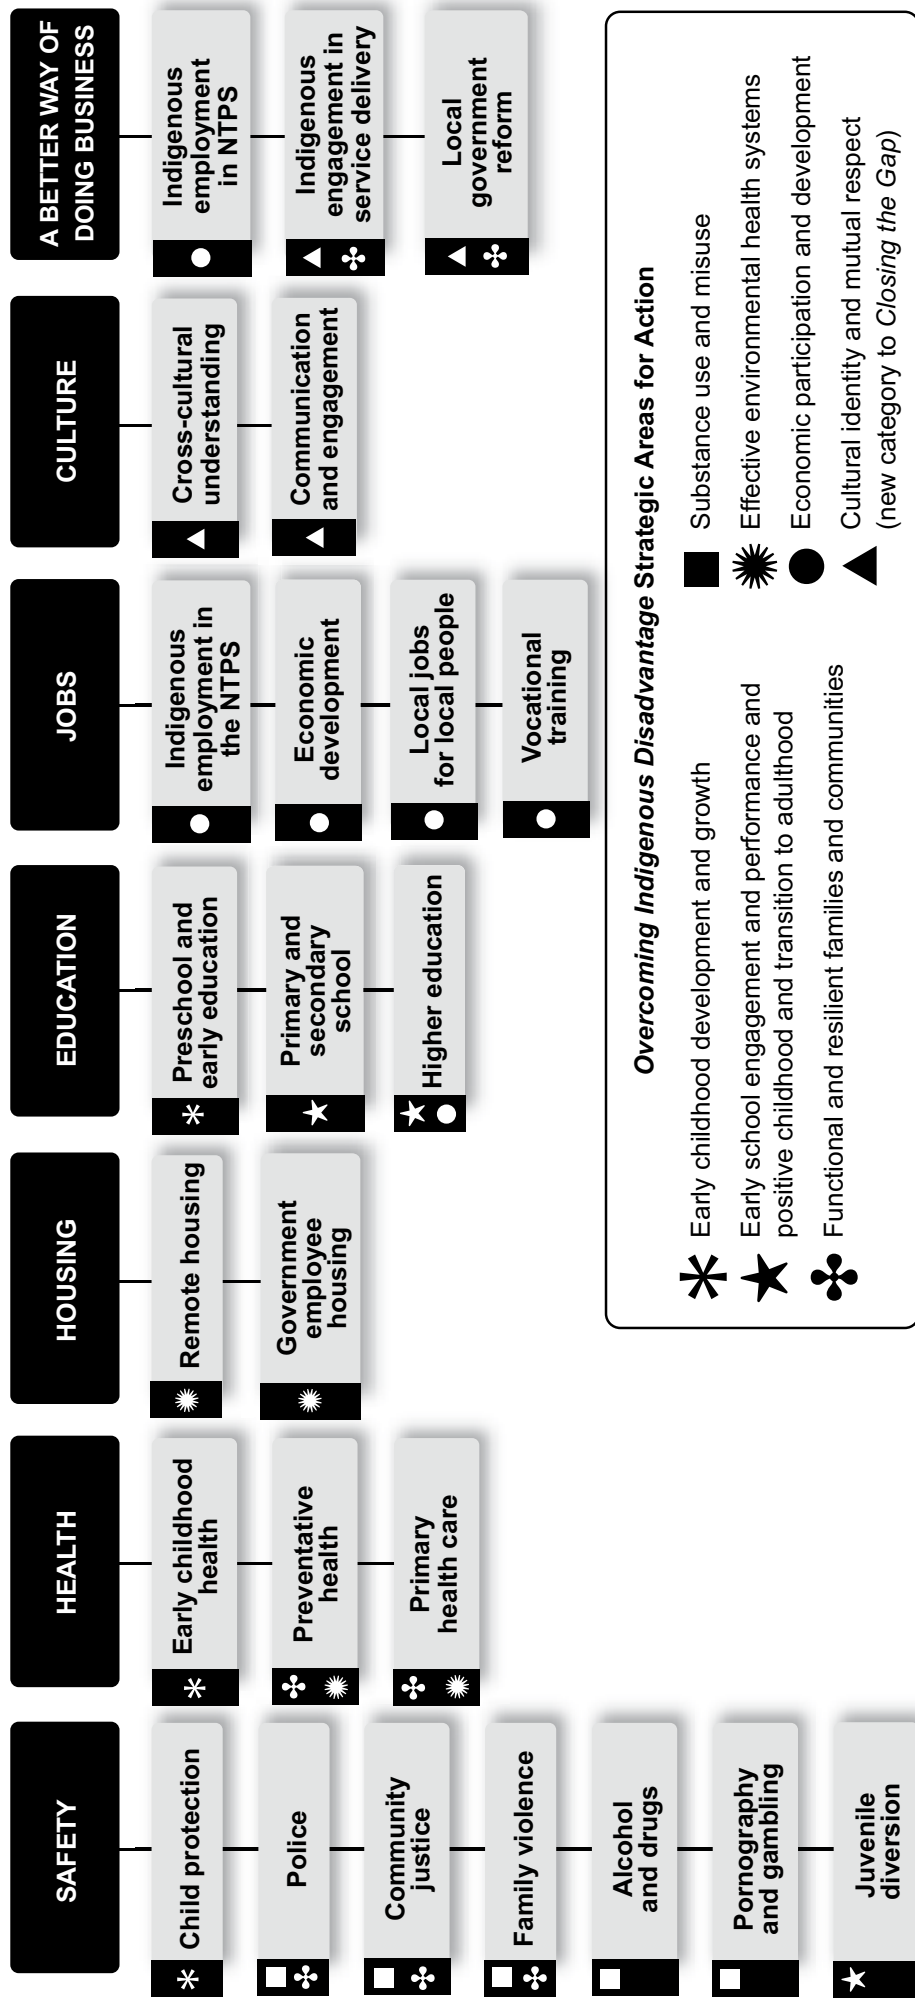 SAFETY
Child protection
Police
Community
justice
Family violence
Alcohol
and drugs
Pornography
and gambling
Juvenile
diversion
HEALTH
Early childhood
health
Preventative
health
Primary
health care
HOUSING
Remote housing
Government
employee
housing
EDUCATION
Preschool and
early education
Primary and
secondary
school
Higher education
JOBS
Indigenous
employment in
the NTPS
Economic
development
Local jobs
for local people
Vocational
training
CULTURE
Cross-cultural
understanding
Communication
and engagement
A BETTER WAY OF
DOING BUSINESS
Indigenous
employment
in NTPS
Indigenous
engagement in
service delivery
Local
government
reform
Overcoming Indigenous Disadvantage Strategic Areas for Action
Early childhood development and growth
Early school engagement and performance and
positive childhood and transition to adulthood
Functional and resilient families and communities
Substance use and misuse
Effective environmental health systems
Economic participation and development
Cultural identity and mutual respect
(new category to Closing the Gap)